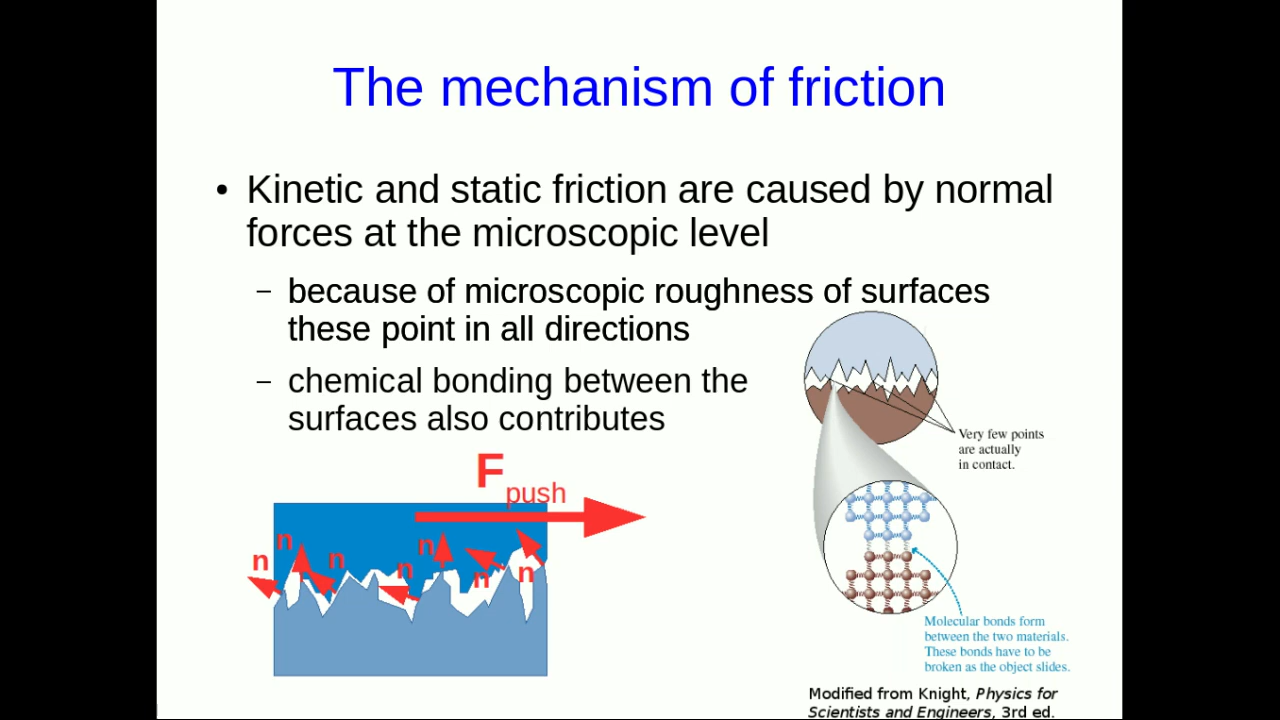 The mechanism of friction
• Kinetic and static friction are caused by normal
forces at the microscopic level
– because of microscopic roughness of surfaces
these point in all directions
– chemical bonding between the
surfaces also contributes
Very few points
are actually
in contact.
F push
n
n
n
n
n
n
n
Molecular bonds form
between the two materials.
These bonds have to be
broken as the object slides.
Modified from Knight, Physics for
Scientists and Engineers, 3rd ed.